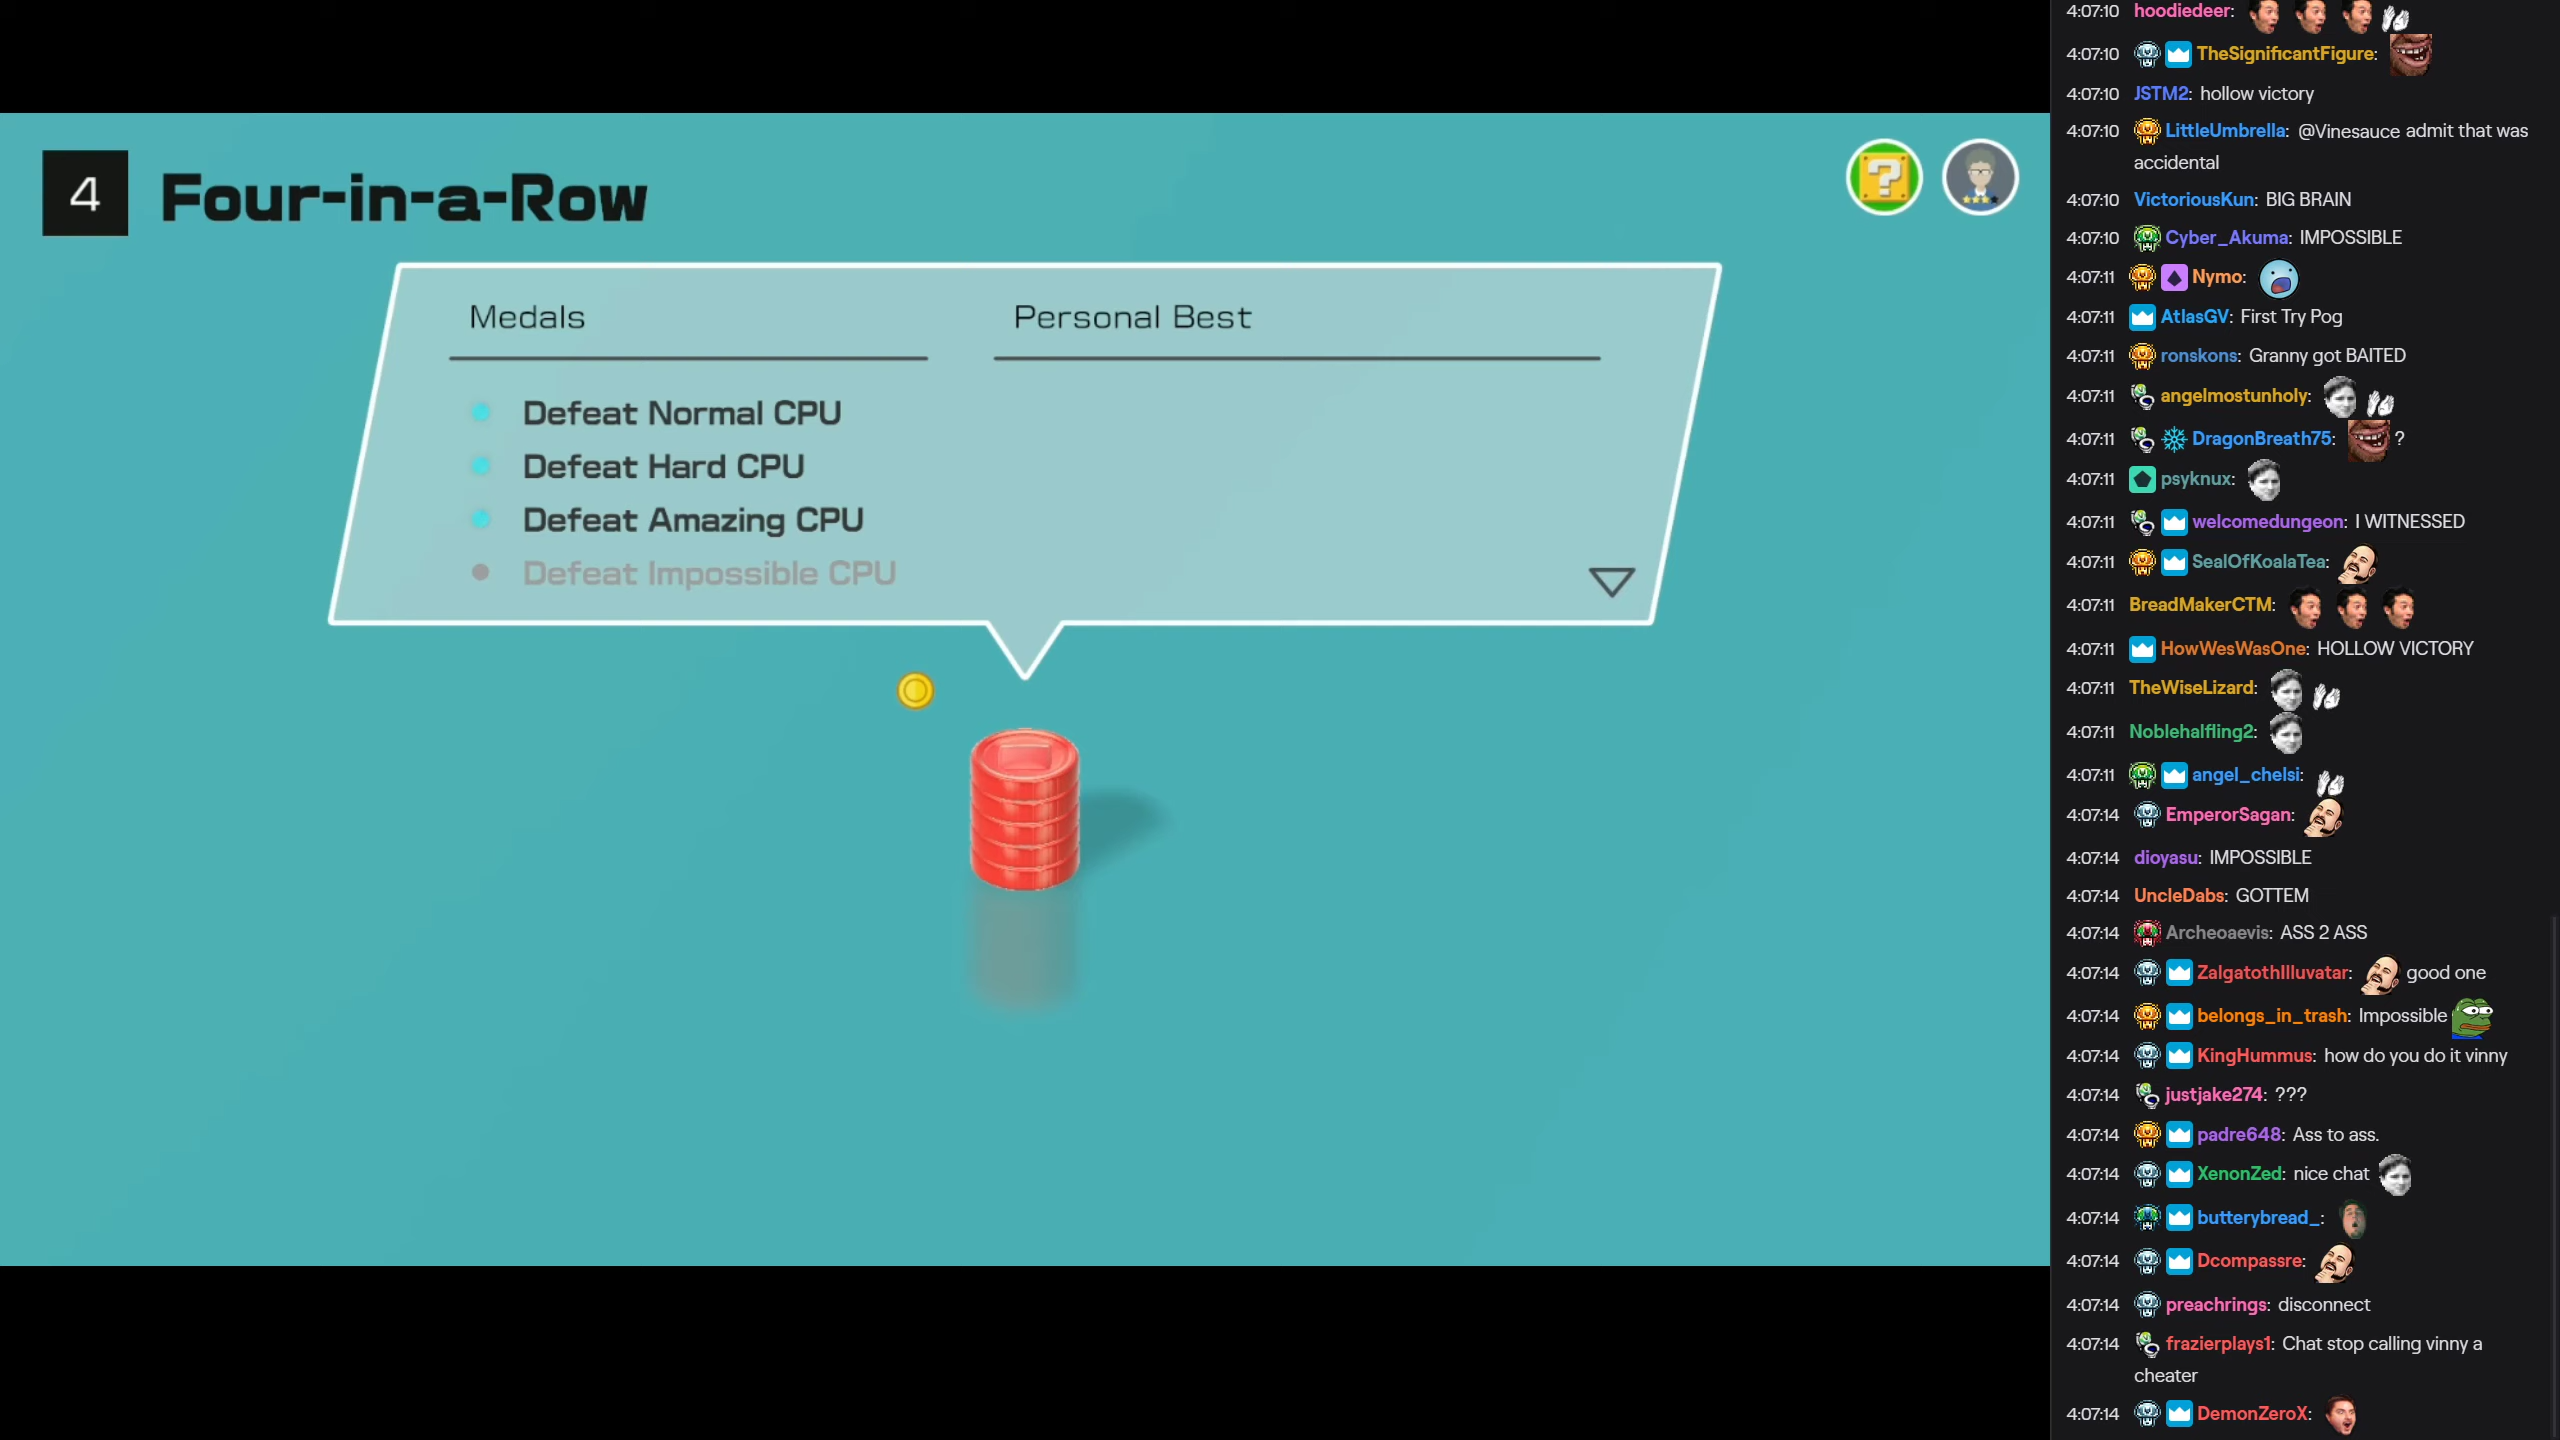 4 Four-in-a-Row
Medals
Personal Best
Defeat Normal CPU
Defeat Hard CPU
Defeat Amazing CPU
Defeat Impossible CPU
4:07:10 hoodiedeer:
4:07:10 TheSignificantFigure:
4:07:10 JSTM2: hollow victory
4:07:10 LittleUmbrella: @Vinesauce admit that was
accidental
4:07:10 VictoriousKun: BIG BRAIN
4:07:10 Cyber_Akuma: IMPOSSIBLE
4:07:11 Nymo:
4:07:11 AtlasGV: First Try Pog
4:07:11 ronskons: Granny got BAITED
4:07:11 angelmostunholy:
4:07:11 DragonBreath75: ?
4:07:11 psyknux:
4:07:11 welcomedungeon: I WITNESSED
4:07:11 SealOfKoalaTea:
4:07:11 BreadMakerCTM:
4:07:11 HowWesWasOne: HOLLOW VICTORY
4:07:11 TheWiseLizard:
4:07:11 Noblehalfling2:
4:07:11 angel_chelsi:
4:07:14 EmperorSagan:
4:07:14 dioyasu: IMPOSSIBLE
4:07:14 UncleDabs: GOTTEM
4:07:14 Archeoaevis: ASS 2 ASS
4:07:14 ZalgatothIlluvatar: good one
4:07:14 belongs_in_trash: Impossible
4:07:14 KingHummus: how do you do it vinny
4:07:14 justjake274: ???
4:07:14 padre648: Ass to ass.
4:07:14 XenonZed: nice chat
4:07:14 butterybread_:
4:07:14 Dcompassre:
4:07:14 preachrings: disconnect
4:07:14 frazierplays1: Chat stop calling vinny a
cheater
4:07:14 DemonZeroX: